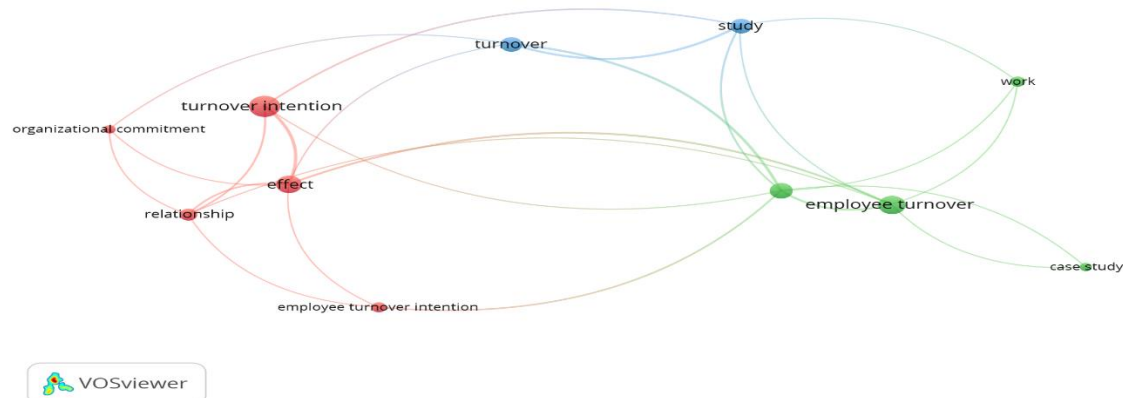 study
turnover
work
turnover intention
organizational commitment
effect
employee turnover
relationship
case study
employee turnover intention
VOSviewer